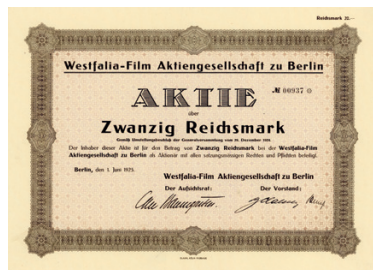 Reichsmark 20.—
Westfalia-Film Aktiengesellschaft zu Berlin
AKTIE
№ 00937
über
Zwanzig Reichsmark
Der Inhaber dieser Aktie ist für den Betrag von Zwanzig Reichsmark bei der Westfalia-Film
Aktiengesellschaft zu Berlin als Aktionär mit allen satzungsmässigen Rechten und Pflichten beteiligt.
Berlin, den 1. Juni 1925.
Westfalia-Film Aktiengesellschaft zu Berlin
Der Aufsichtsrat:
Der Vorstand: